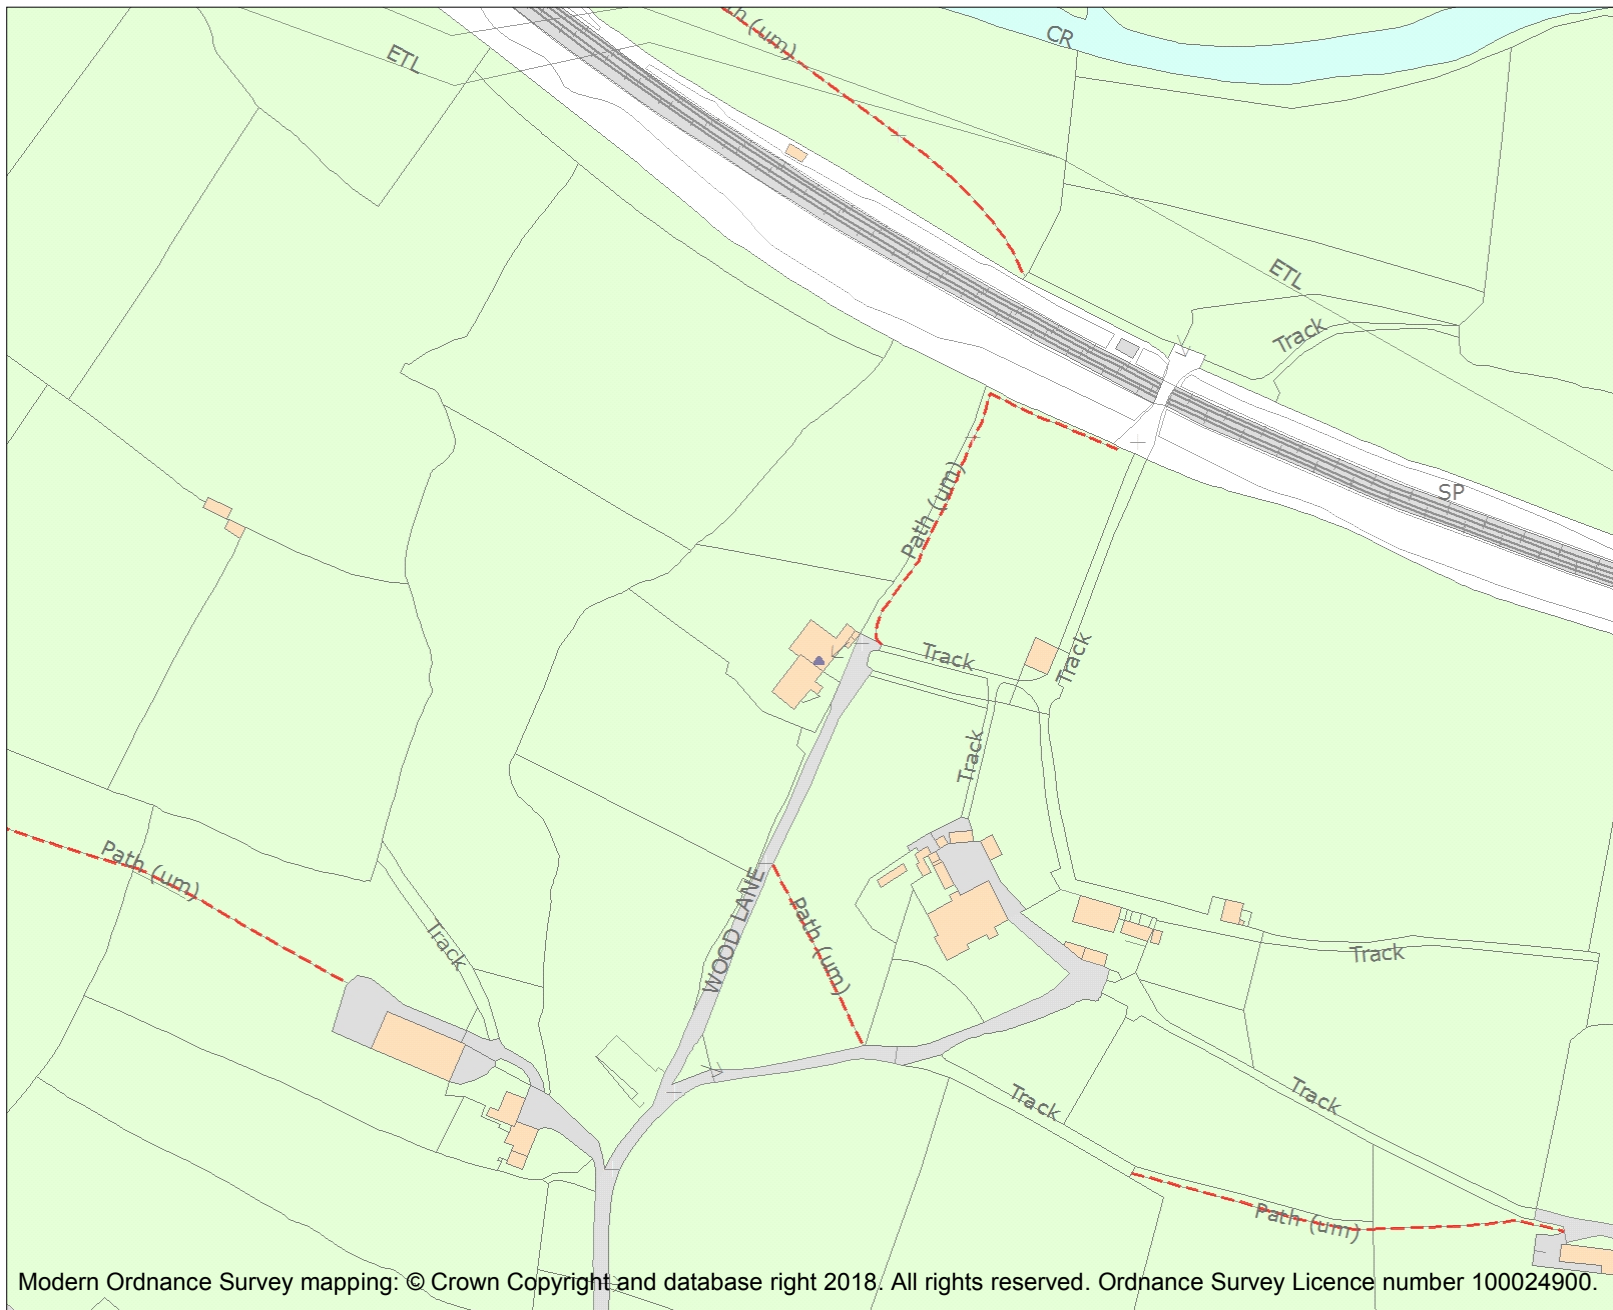 th (um)
CR
ETL
ETL
Track
Path (um)
SP
Track
Track
Track
Path (um)
WOOD LANE
Path (um)
Track
Track
Track
Track
Path (um)
Modern Ordnance Survey mapping: © Crown Copyright and database right 2018. All rights reserved. Ordnance Survey Licence number 100024900.